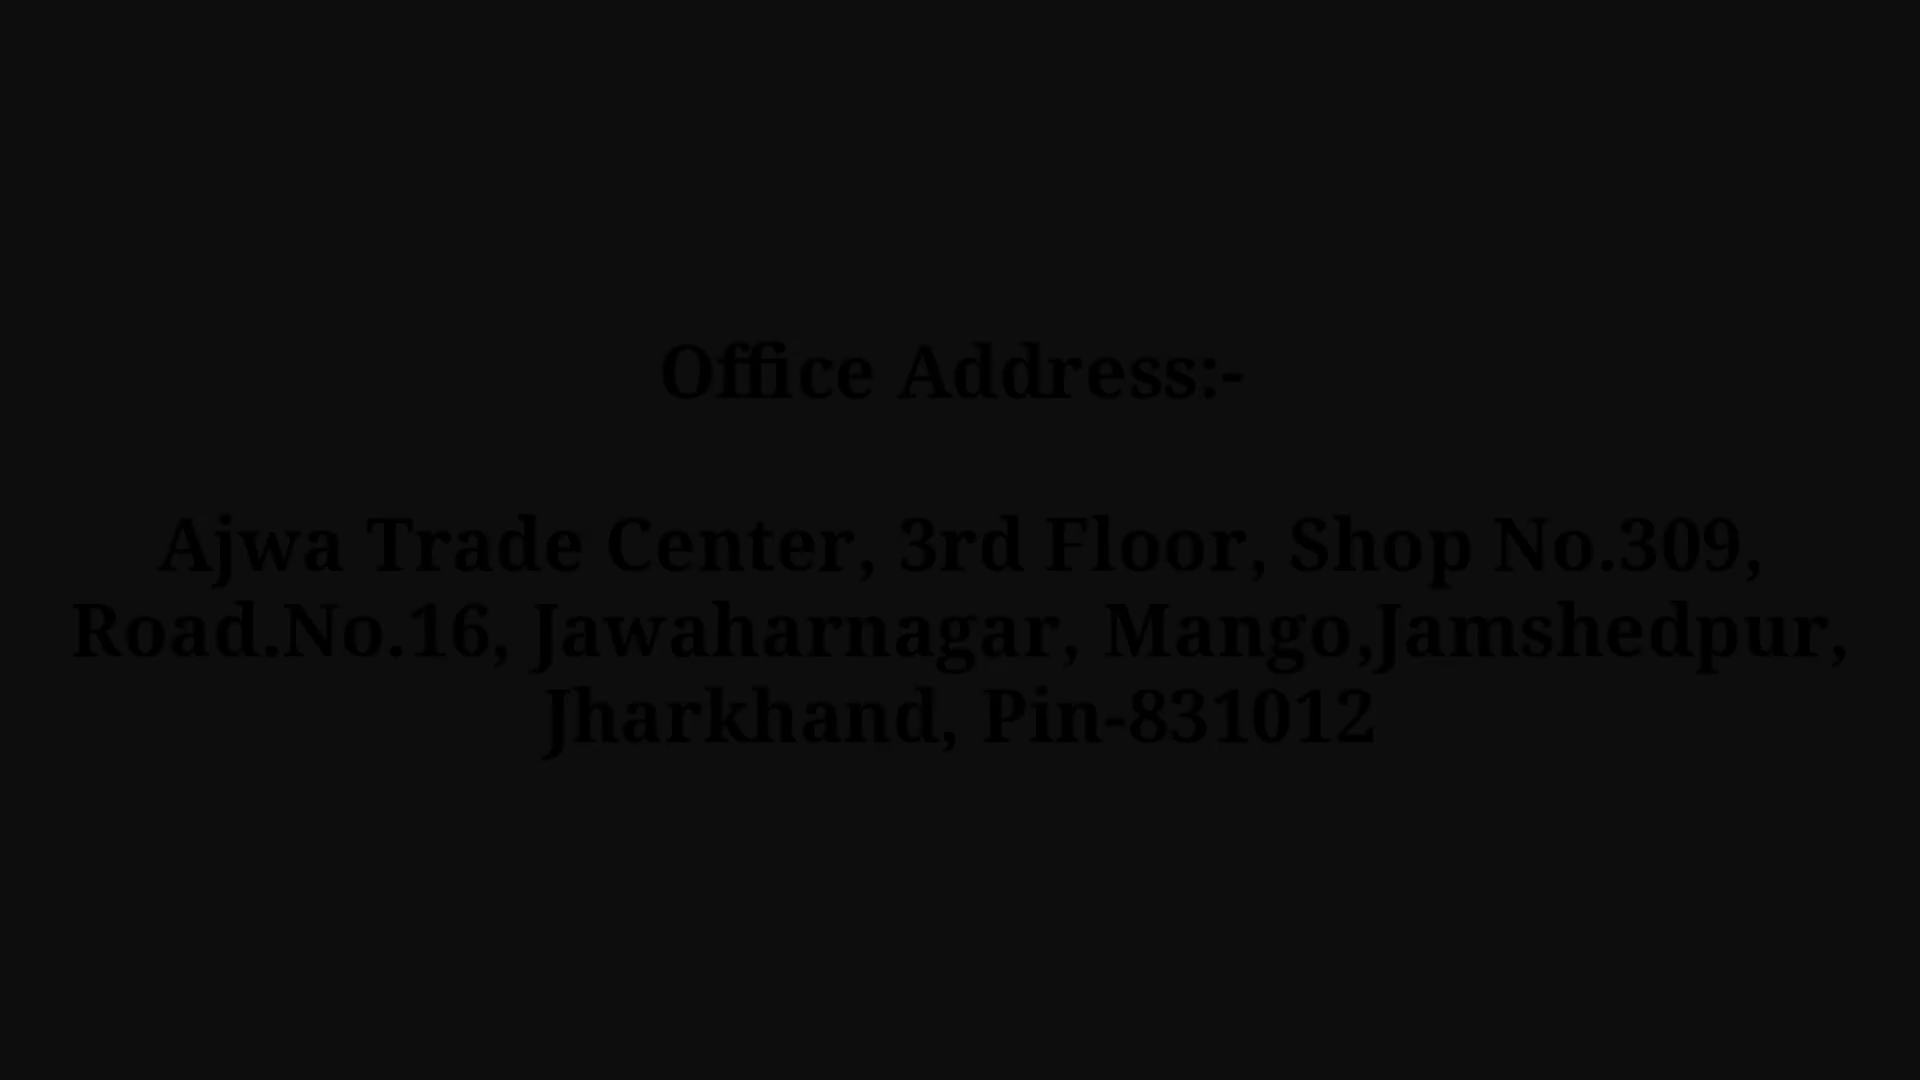 Office Address:-
Ajwa Trade Center, 3rd Floor, Shop No.309,
Road.No.16, Jawaharnagar, Mango,Jamshedpur,
Jharkhand, Pin-831012